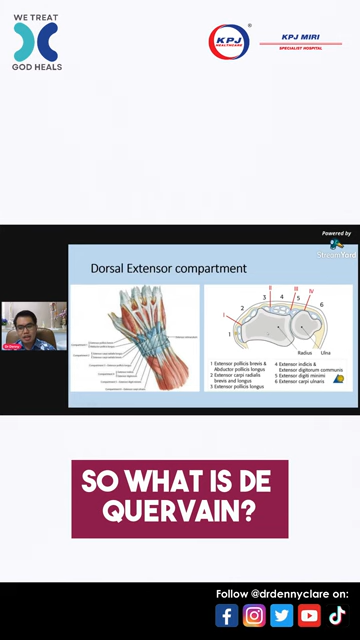 WE TREAT
GOD HEALS
KPJ
HEALTHCARE
®
KPJ MIRI
SPECIALIST HOSPITAL
Powered by
StreamYard
Dorsal Extensor compartment
I
II
III
IV
1
2
3
4
5
6
Radius
Ulna
1 Extensor pollicis brevis &
Abductor pollicis longus
2 Extensor carpi radialis
brevis and longus
3 Extensor pollicis longus
4 Extensor indicis &
Extensor digitorum communis
5 Extensor digiti minimi
6 Extensor carpi ulnaris
SO WHAT IS DE
QUERVAIN?
Follow @drdennyclare on: